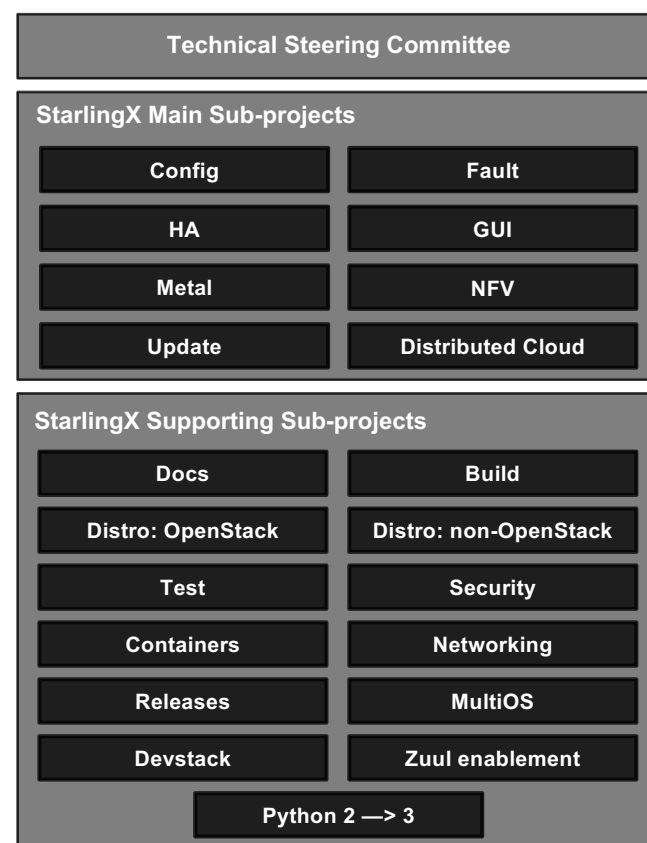 Technical Steering Committee
StarlingX Main Sub-projects
Config
Fault
HA
GUI
Metal
NFV
Update
Distributed Cloud
StarlingX Supporting Sub-projects
Docs
Build
Distro: OpenStack
Distro: non-OpenStack
Test
Security
Containers
Networking
Releases
MultiOS
Devstack
Zuul enablement
Python 2 —> 3